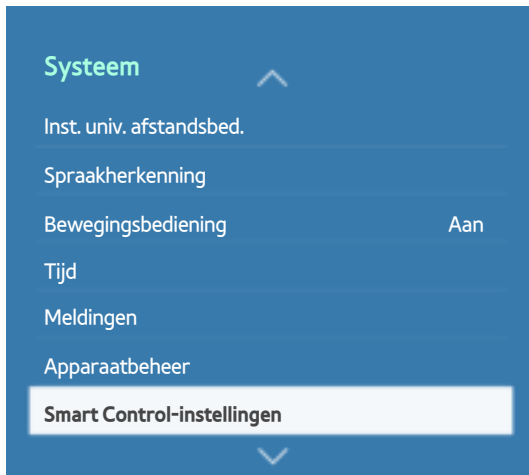 Systeem
Inst. univ. afstandsbed.
Spraakherkenning
Bewegingsbediening Aan
Tijd
Meldingen
Apparaatbeheer
Smart Control-instellingen